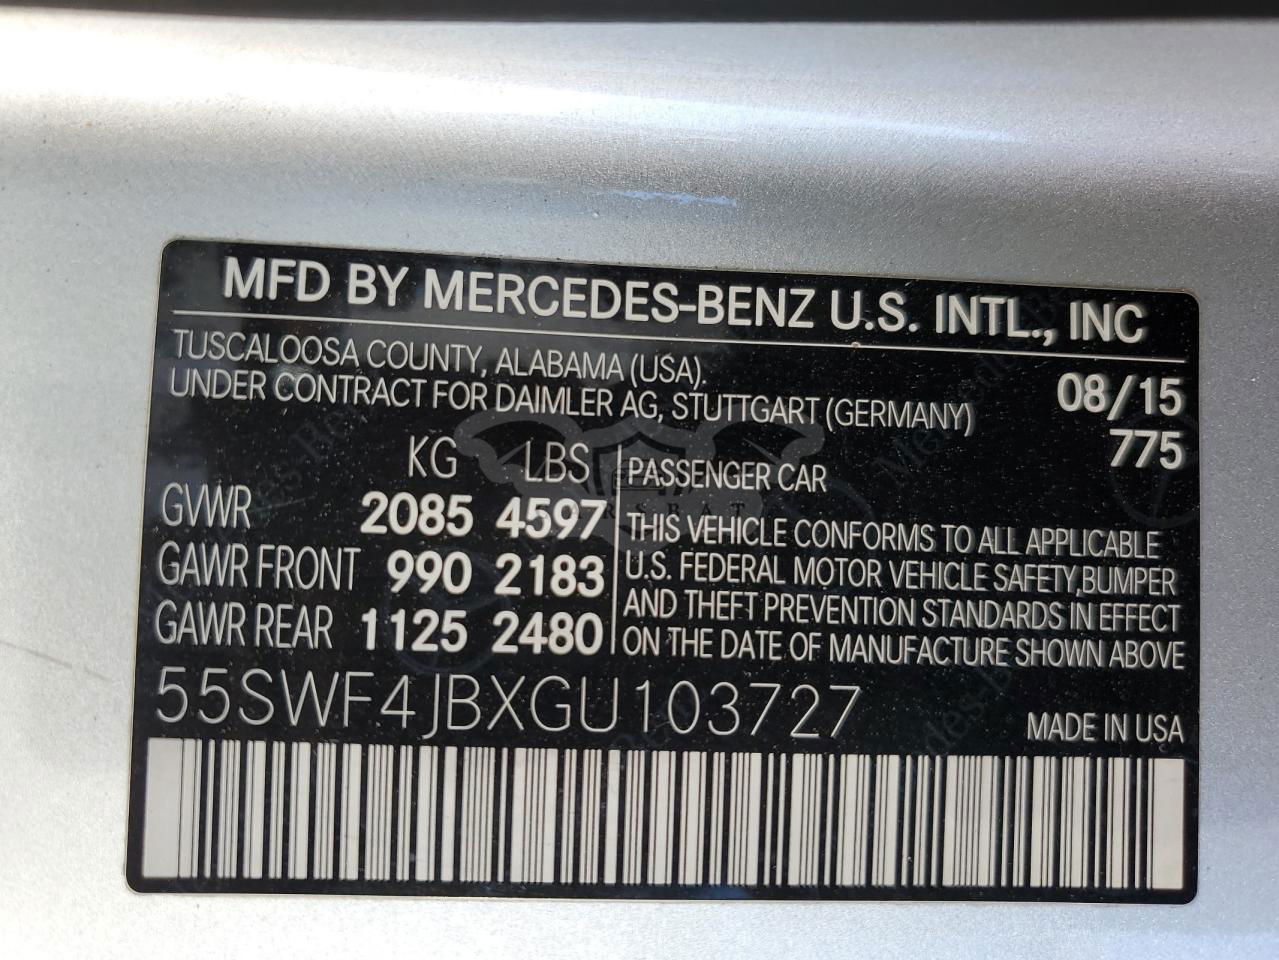 MFD BY MERCEDES-BENZ U.S. INTL., INC
TUSCALOOSA COUNTY, ALABAMA (USA).
UNDER CONTRACT FOR DAIMLER AG, STUTTGART (GERMANY)
08/15
775
KG LBS
GVWR 2085 4597
GAWR FRONT 990 2183
GAWR REAR 1125 2480
PASSENGER CAR
THIS VEHICLE CONFORMS TO ALL APPLICABLE
U.S. FEDERAL MOTOR VEHICLE SAFETY, BUMPER
AND THEFT PREVENTION STANDARDS IN EFFECT
ON THE DATE OF MANUFACTURE SHOWN ABOVE
55SWF4JBXGU103727
MADE IN USA